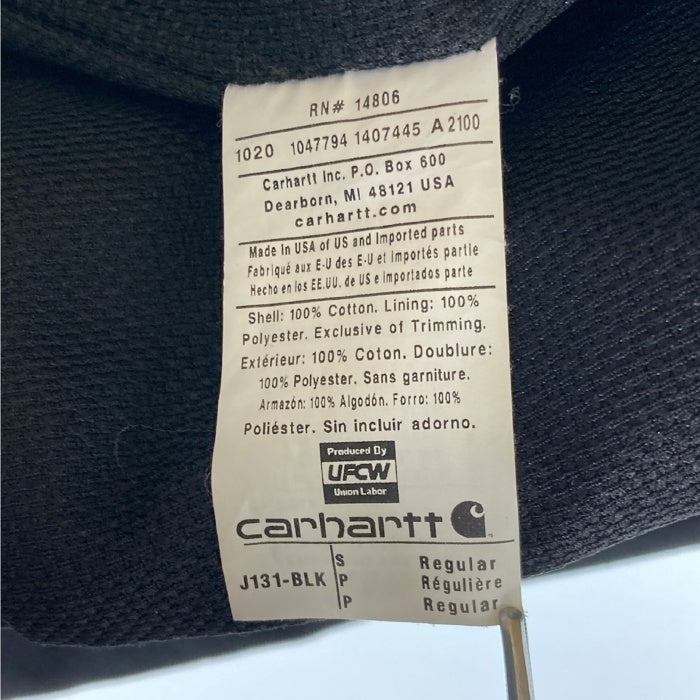 RN# 14806
1020 1047794 1407445 A 2100
Carhartt Inc. P.O. Box 600
Dearborn, MI 48121 USA
carhartt.com
Made In USA of US and Imported parts
Fabriqué aux E-U des E-U et importés partie
Hecho en los EE.UU. de US e importados parte
Shell: 100% Cotton. Lining: 100%
Polyester. Exclusive of Trimming.
Extérieur: 100% Coton. Doublure:
100% Polyester. Sans garniture.
Armazón: 100% Algodón. Forro: 100%
Poliéster. Sin incluir adorno.
Produced By
UFCW
Union Labor
carhartt
J131-BLK
S Regular
P Régulière
P Regular